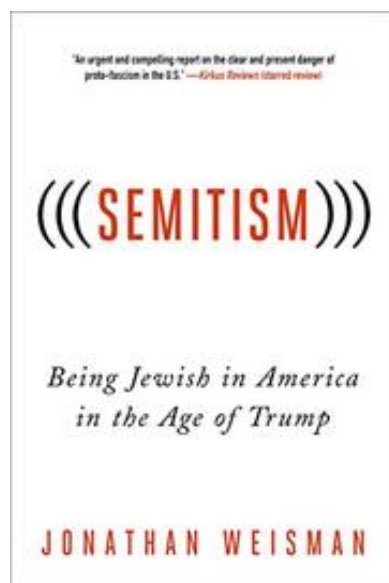 "An urgent and compelling report on the clear and present danger of
proto-fascism in the U.S." —Kirkus Reviews (starred review)
(((SEMITISM)))
Being Jewish in America
in the Age of Trump
JONATHAN WEISMAN